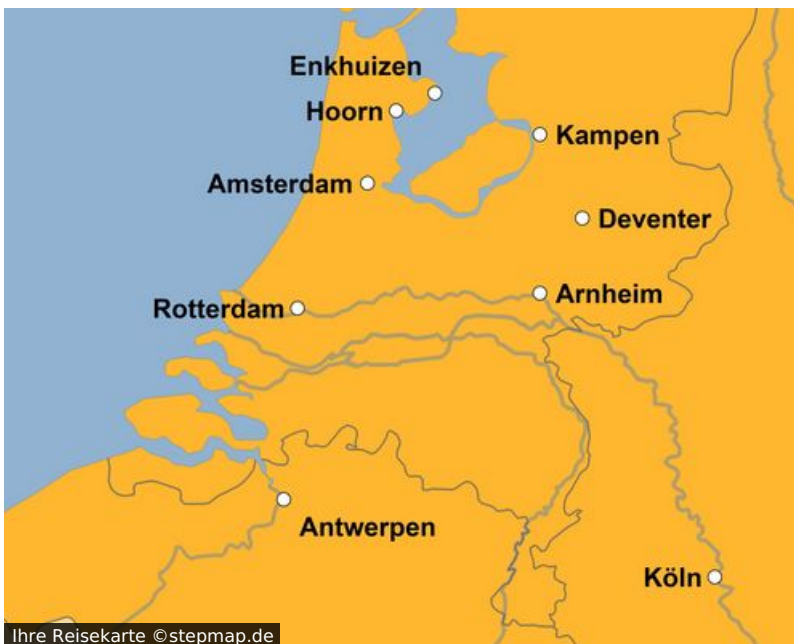 Enkhuizen
Hoorn
Kampen
Amsterdam
Deventer
Arnheim
Rotterdam
Antwerpen
Köln
Ihre Reisekarte ©stepmap.de